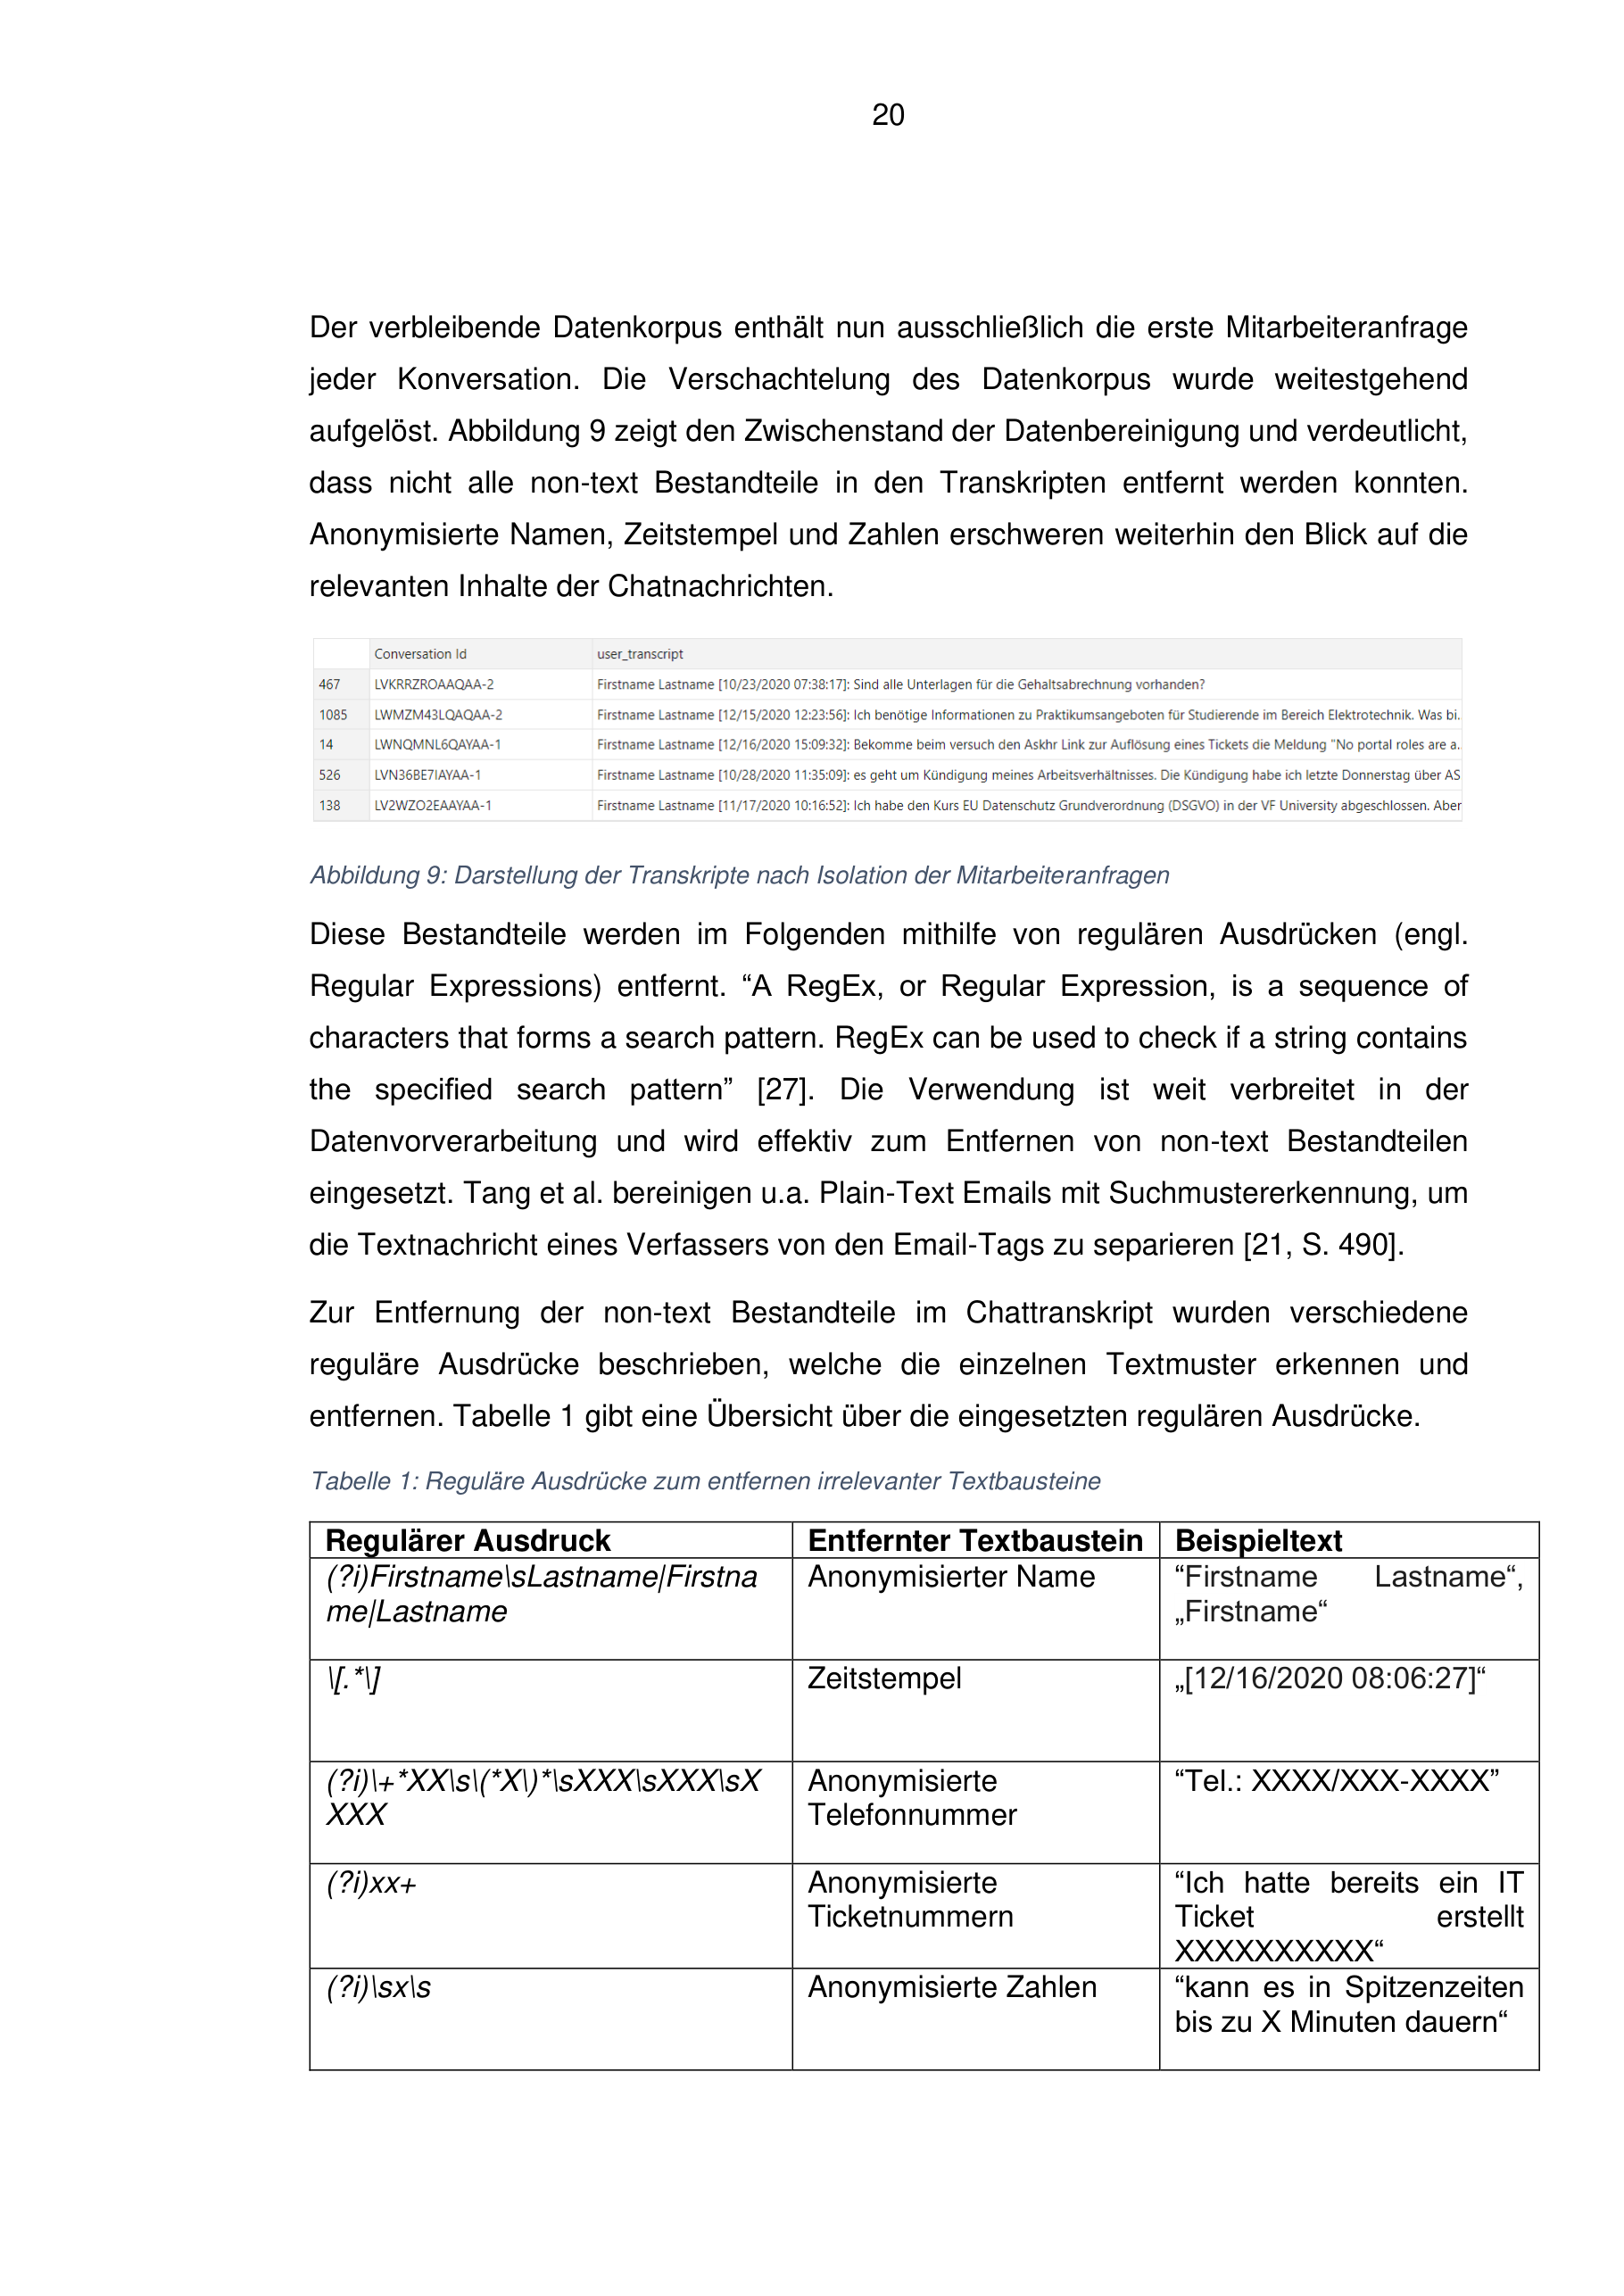 20
Der verbleibende Datenkorpus enthält nun ausschließlich die erste Mitarbeiteranfrage
jeder Konversation. Die Verschachtelung des Datenkorpus wurde weitestgehend
aufgelöst. Abbildung 9 zeigt den Zwischenstand der Datenbereinigung und verdeutlicht,
dass nicht alle non-text Bestandteile in den Transkripten entfernt werden konnten.
Anonymisierte Namen, Zeitstempel und Zahlen erschweren weiterhin den Blick auf die
relevanten Inhalte der Chatnachrichten.
Conversation Id user_transcript
467 LVKRRZROAAQAA-2 Firstname Lastname [10/23/2020 07:38:17]: Sind alle Unterlagen für die Gehaltsabrechnung vorhanden?
1085 LWMZM43LQAQAA-2 Firstname Lastname [12/15/2020 12:23:56]: Ich benötige Informationen zu Praktikumsangeboten für Studierende im Bereich Elektrotechnik. Was bi..
14 LWNQMNL6QAYAA-1 Firstname Lastname [12/16/2020 15:09:32]: Bekomme beim versuch den Askhr Link zur Auflösung eines Tickets die Meldung "No portal roles are a..
526 LVN36BE7IAYAA-1 Firstname Lastname [10/28/2020 11:35:09]: es geht um Kündigung meines Arbeitsverhältnisses. Die Kündigung habe ich letzte Donnerstag über AS
138 LV2WZO2EAAYAA-1 Firstname Lastname [11/17/2020 10:16:52]: Ich habe den Kurs EU Datenschutz Grundverordnung (DSGVO) in der VF University abgeschlossen. Aber
Abbildung 9: Darstellung der Transkripte nach Isolation der Mitarbeiteranfragen
Diese Bestandteile werden im Folgenden mithilfe von regulären Ausdrücken (engl.
Regular Expressions) entfernt. “A RegEx, or Regular Expression, is a sequence of
characters that forms a search pattern. RegEx can be used to check if a string contains
the specified search pattern” [27]. Die Verwendung ist weit verbreitet in der
Datenvorverarbeitung und wird effektiv zum Entfernen von non-text Bestandteilen
eingesetzt. Tang et al. bereinigen u.a. Plain-Text Emails mit Suchmustererkennung, um
die Textnachricht eines Verfassers von den Email-Tags zu separieren [21, S. 490].
Zur Entfernung der non-text Bestandteile im Chattranskript wurden verschiedene
reguläre Ausdrücke beschrieben, welche die einzelnen Textmuster erkennen und
entfernen. Tabelle 1 gibt eine Übersicht über die eingesetzten regulären Ausdrücke.
Tabelle 1: Reguläre Ausdrücke zum entfernen irrelevanter Textbausteine
Regulärer Ausdruck Entfernter Textbaustein Beispieltext
(?i)Firstname\sLastname|Firstna Anonymisierter Name “Firstname Lastname“,
me|Lastname „Firstname“
\[.*\] Zeitstempel „[12/16/2020 08:06:27]“
(?i)\+*XX\s\(*X\)*\sXXX\sXXX\sX Anonymisierte “Tel.: XXXX/XXX-XXXX”
XXX Telefonnummer
(?i)xx+ Anonymisierte “Ich hatte bereits ein IT
Ticketnummern Ticket erstellt
XXXXXXXXXX“
(?i)\sx\s Anonymisierte Zahlen “kann es in Spitzenzeiten
bis zu X Minuten dauern“